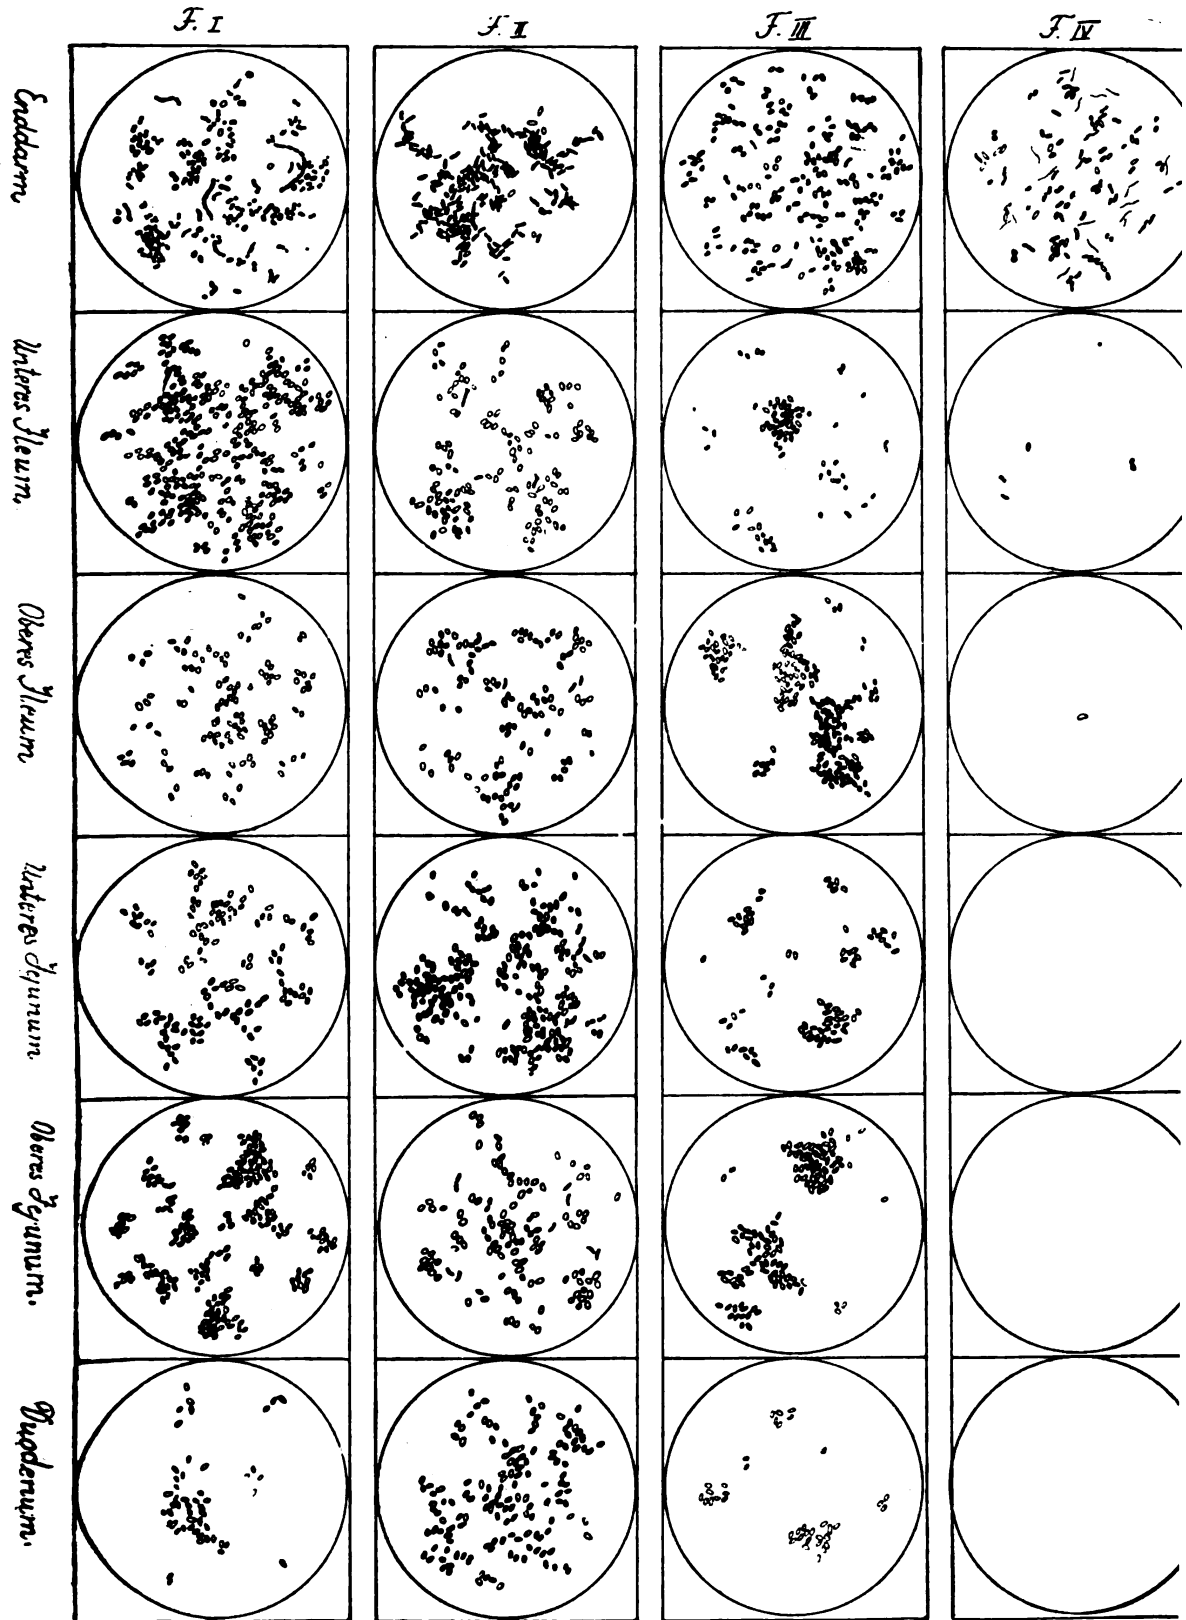 F. I
F. II
F. III
F. IV
Enddarm
Unteres Ileum.
Oberes Ileum
Unteres Jejunum.
Oberes Jejunum.
Duodenum.